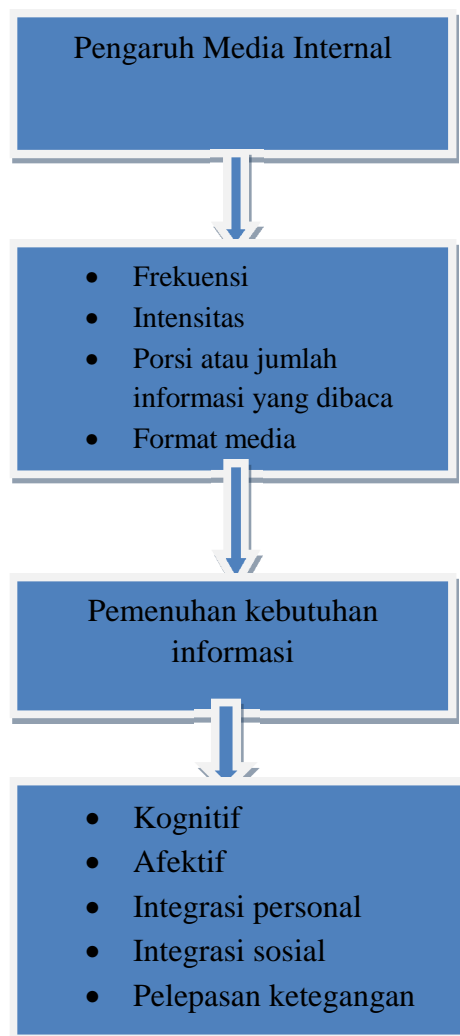 Pengaruh Media Internal
• Frekuensi
• Intensitas
• Porsi atau jumlah
informasi yang dibaca
• Format media
Pemenuhan kebutuhan
informasi
• Kognitif
• Afektif
• Integrasi personal
• Integrasi sosial
• Pelepasan ketegangan